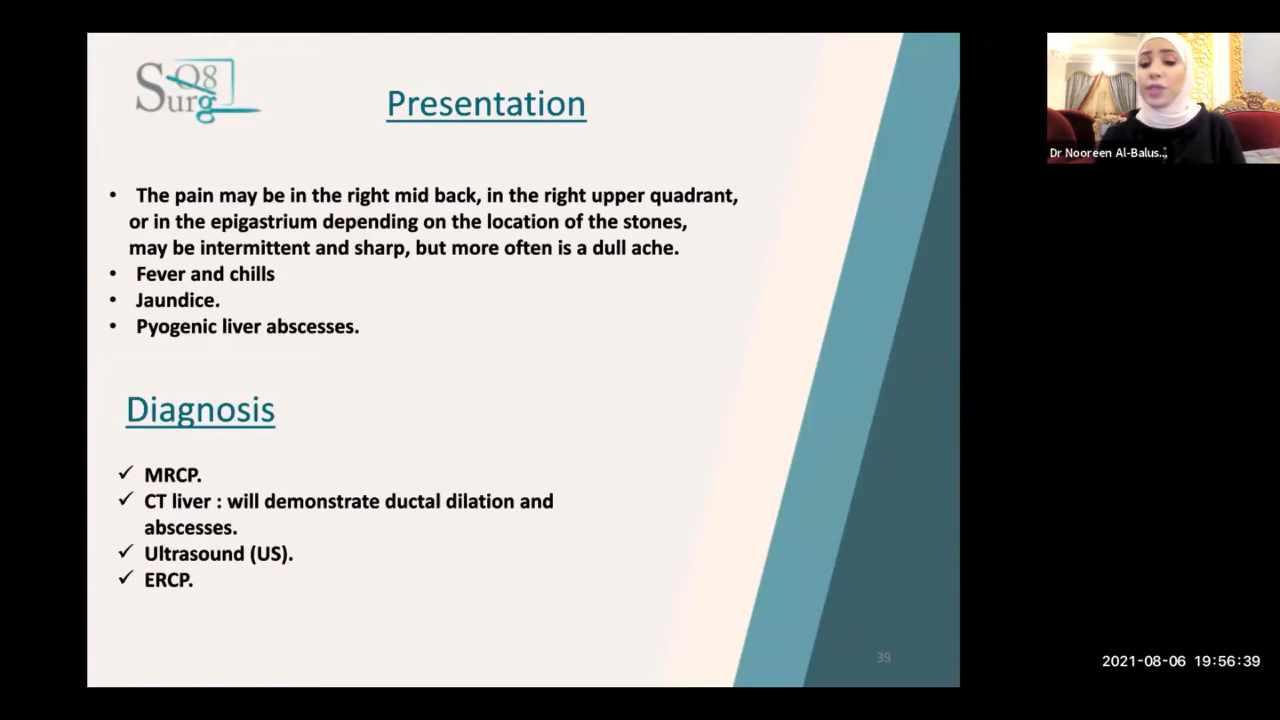 Surg Q8
Presentation
• The pain may be in the right mid back, in the right upper quadrant,
or in the epigastrium depending on the location of the stones,
may be intermittent and sharp, but more often is a dull ache.
• Fever and chills
• Jaundice.
• Pyogenic liver abscesses.
Diagnosis
✓ MRCP.
✓ CT liver : will demonstrate ductal dilation and
abscesses.
✓ Ultrasound (US).
✓ ERCP.
39
Dr Nooreen Al-Balus...
2021-08-06 19:56:39